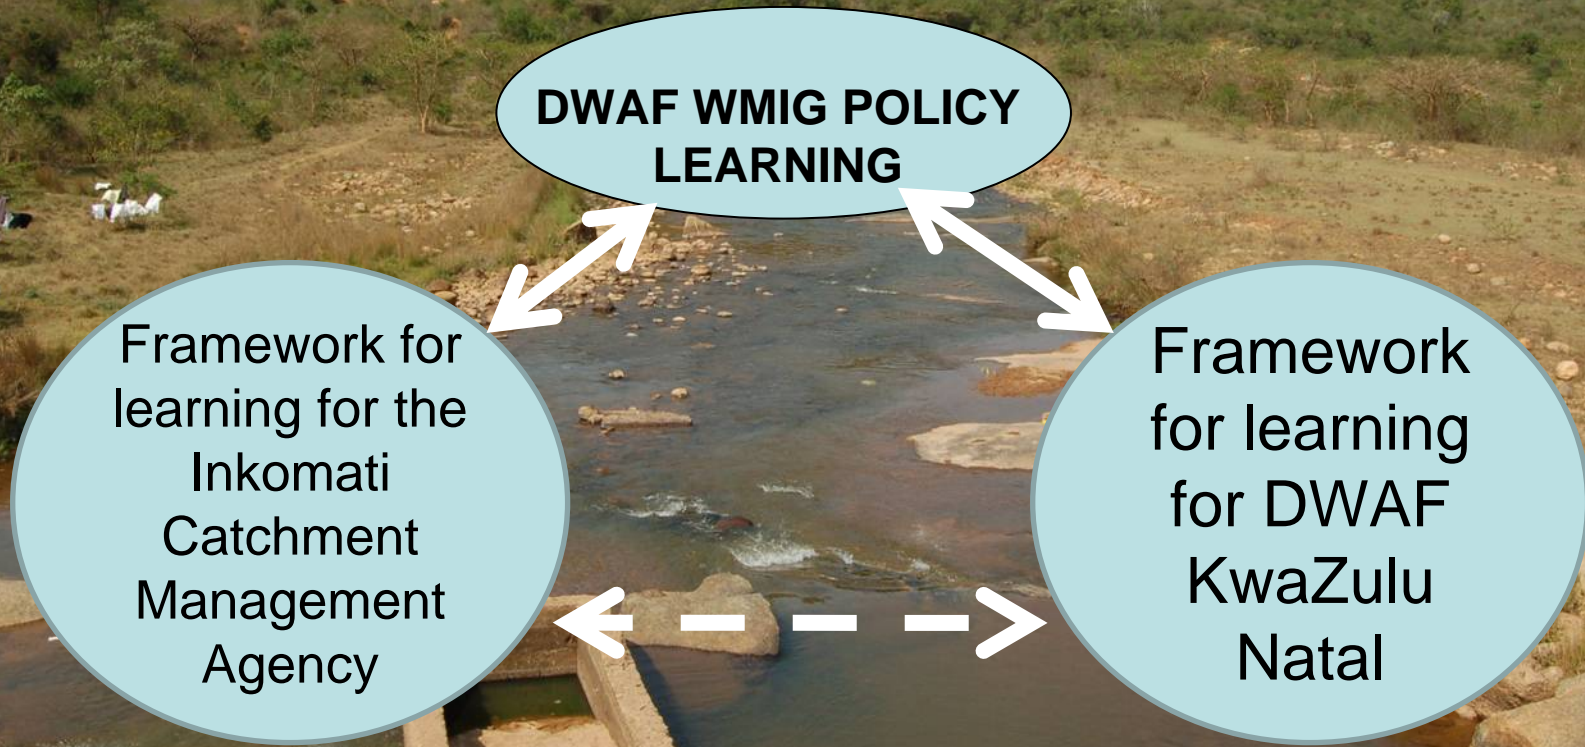 DWAF WMIG POLICY
LEARNING
Framework for
learning for the
Inkomati
Catchment
Management
Agency
Framework
for learning
for DWAF
KwaZulu
Natal